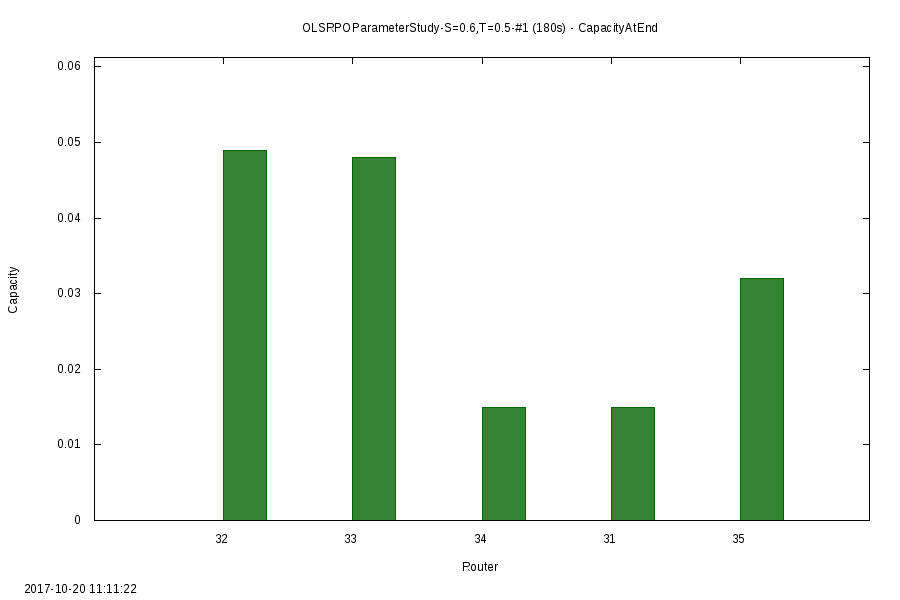 OLSRPOParameterStudy-S=0.6,T=0.5-#1 (180s) - CapacityAtEnd
0.06
0.05
0.04
0.03
0.02
0.01
0
Capacity
32 33 34 31 35
Router
2017-10-20 11:11:22